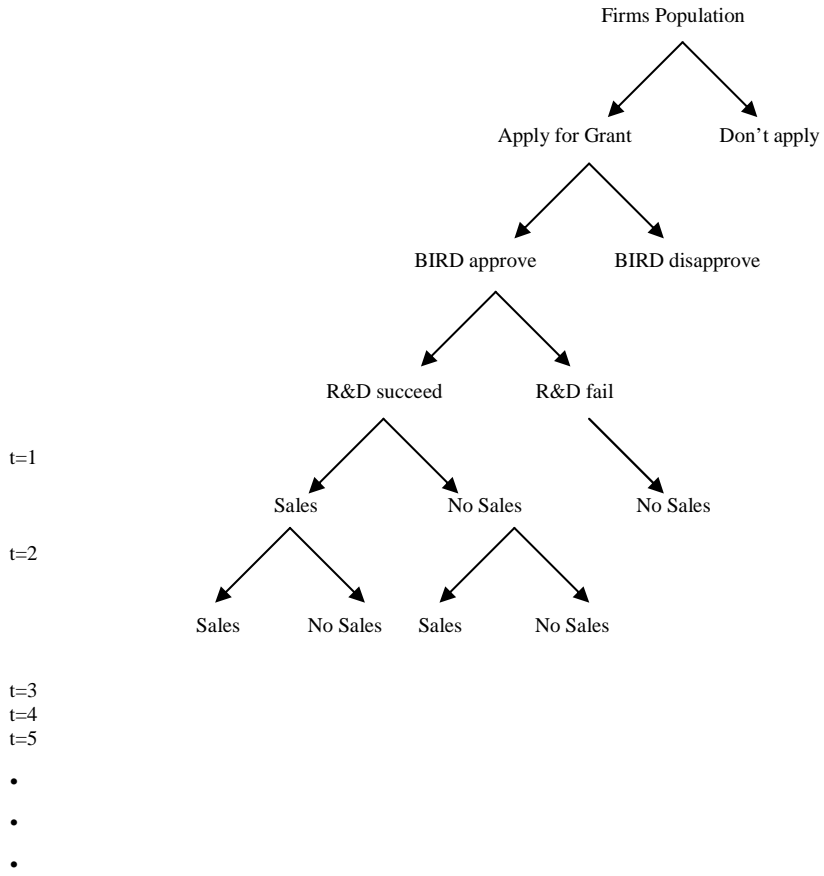 Firms Population
Apply for Grant Don't apply
BIRD approve BIRD disapprove
R&D succeed R&D fail
t=1
Sales No Sales No Sales
t=2
Sales No Sales Sales No Sales
t=3
t=4
t=5
•
•
•